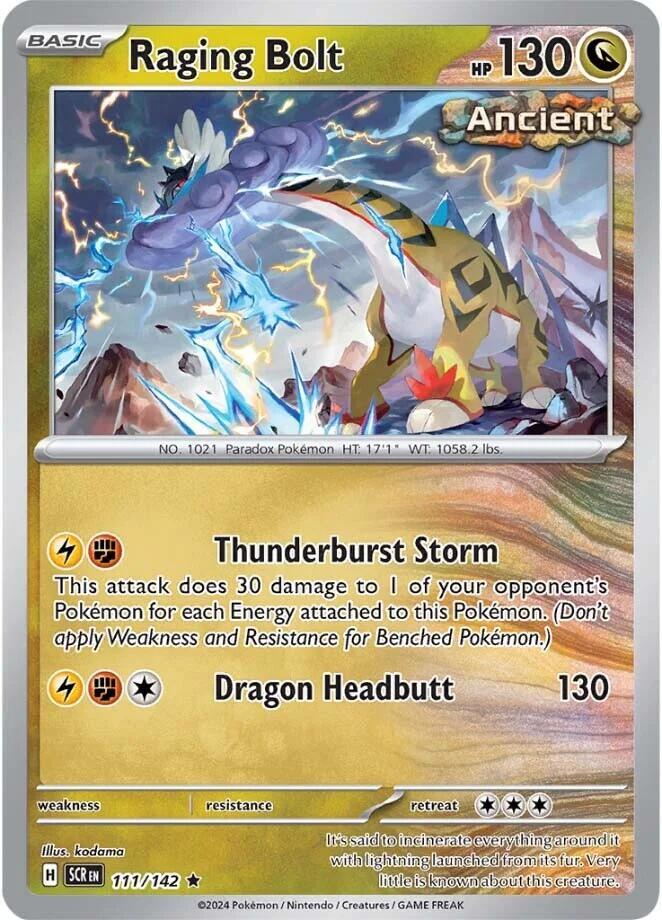 BASIC
Raging Bolt
HP 130
Ancient
NO. 1021 Paradox Pokémon HT: 17'1" WT: 1058.2 lbs.
Thunderburst Storm
This attack does 30 damage to 1 of your opponent's
Pokémon for each Energy attached to this Pokémon. (Don't
apply Weakness and Resistance for Benched Pokémon.)
Dragon Headbutt 130
weakness resistance retreat
Illus. kodama
It's said to incinerate everything around it
with lightning launched from its fur. Very
little is known about this creature.
H SCR EN 111/142 ★
©2024 Pokémon / Nintendo / Creatures / GAME FREAK